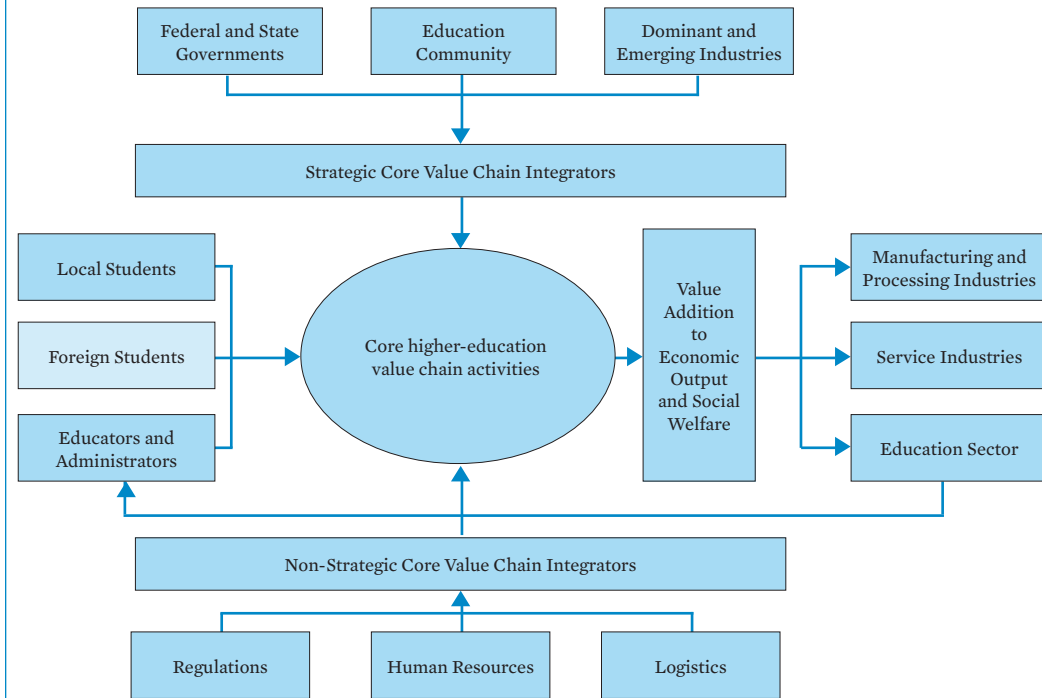 Federal and State
Governments
Education
Community
Dominant and
Emerging Industries
Strategic Core Value Chain Integrators
Local Students
Foreign Students
Educators and
Administrators
Core higher-education
value chain activities
Value
Addition
to
Economic
Output
and Social
Welfare
Manufacturing and
Processing Industries
Service Industries
Education Sector
Non-Strategic Core Value Chain Integrators
Regulations
Human Resources
Logistics